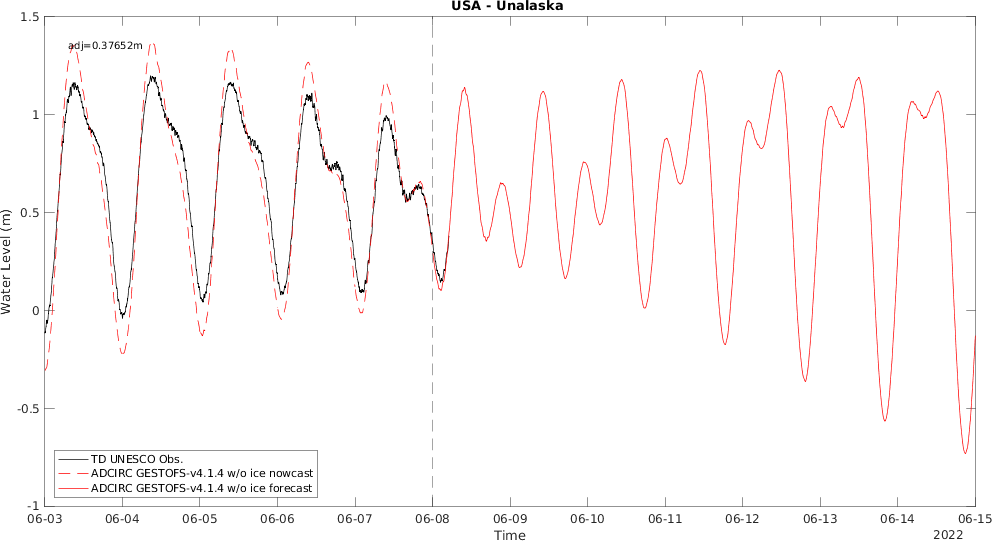 USA - Unalaska
1.5
adj=0.37652m
1
0.5
0
-0.5
-1
Water Level (m)
TD UNESCO Obs.
ADCIRC GESTOFS-v4.1.4 w/o ice nowcast
ADCIRC GESTOFS-v4.1.4 w/o ice forecast
06-03 06-04 06-05 06-06 06-07 06-08 06-09 06-10 06-11 06-12 06-13 06-14 06-15
Time
2022